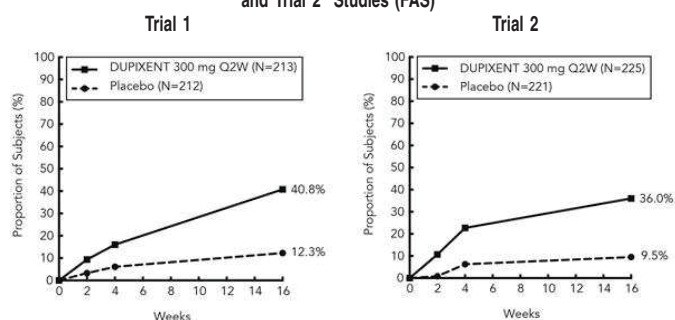 and Trial 2 Studies (FAS)
Trial 1
100
90
80
70
60
50
40
30
20
10
0
Proportion of Subjects (%)
DUPIXENT 300 mg Q2W (N=213)
Placebo (N=212)
40.8%
12.3%
0 2 4 6 8 10 12 14 16
Weeks
Trial 2
100
90
80
70
60
50
40
30
20
10
0
Proportion of Subjects (%)
DUPIXENT 300 mg Q2W (N=225)
Placebo (N=221)
36.0%
9.5%
0 2 4 6 8 10 12 14 16
Weeks